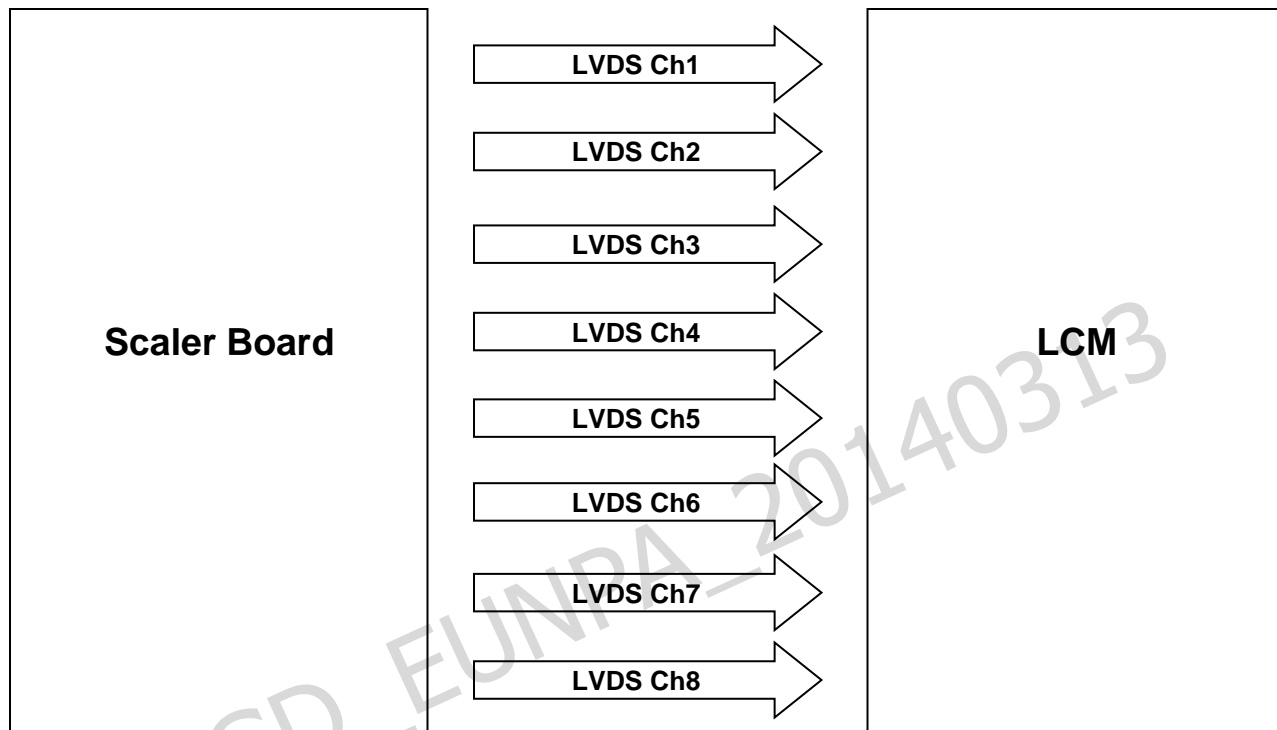 LVDS Ch1
LVDS Ch2
LVDS Ch3
Scaler Board
LVDS Ch4
LCM
LVDS Ch5
LVDS Ch6
LVDS Ch7
LVDS Ch8
_EUNPA_20140313